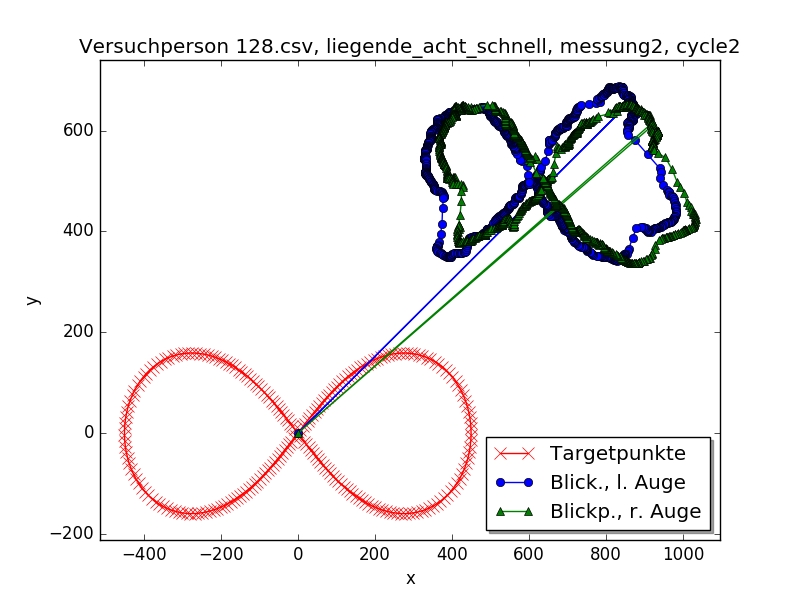 Versuchperson 128.csv, liegende_acht_schnell, messung2, cycle2
600
400
200
0
−200
y
−400
−200
0
200
400
600
800
1000
x
Targetpunkte
Blick., l. Auge
Blickp., r. Auge